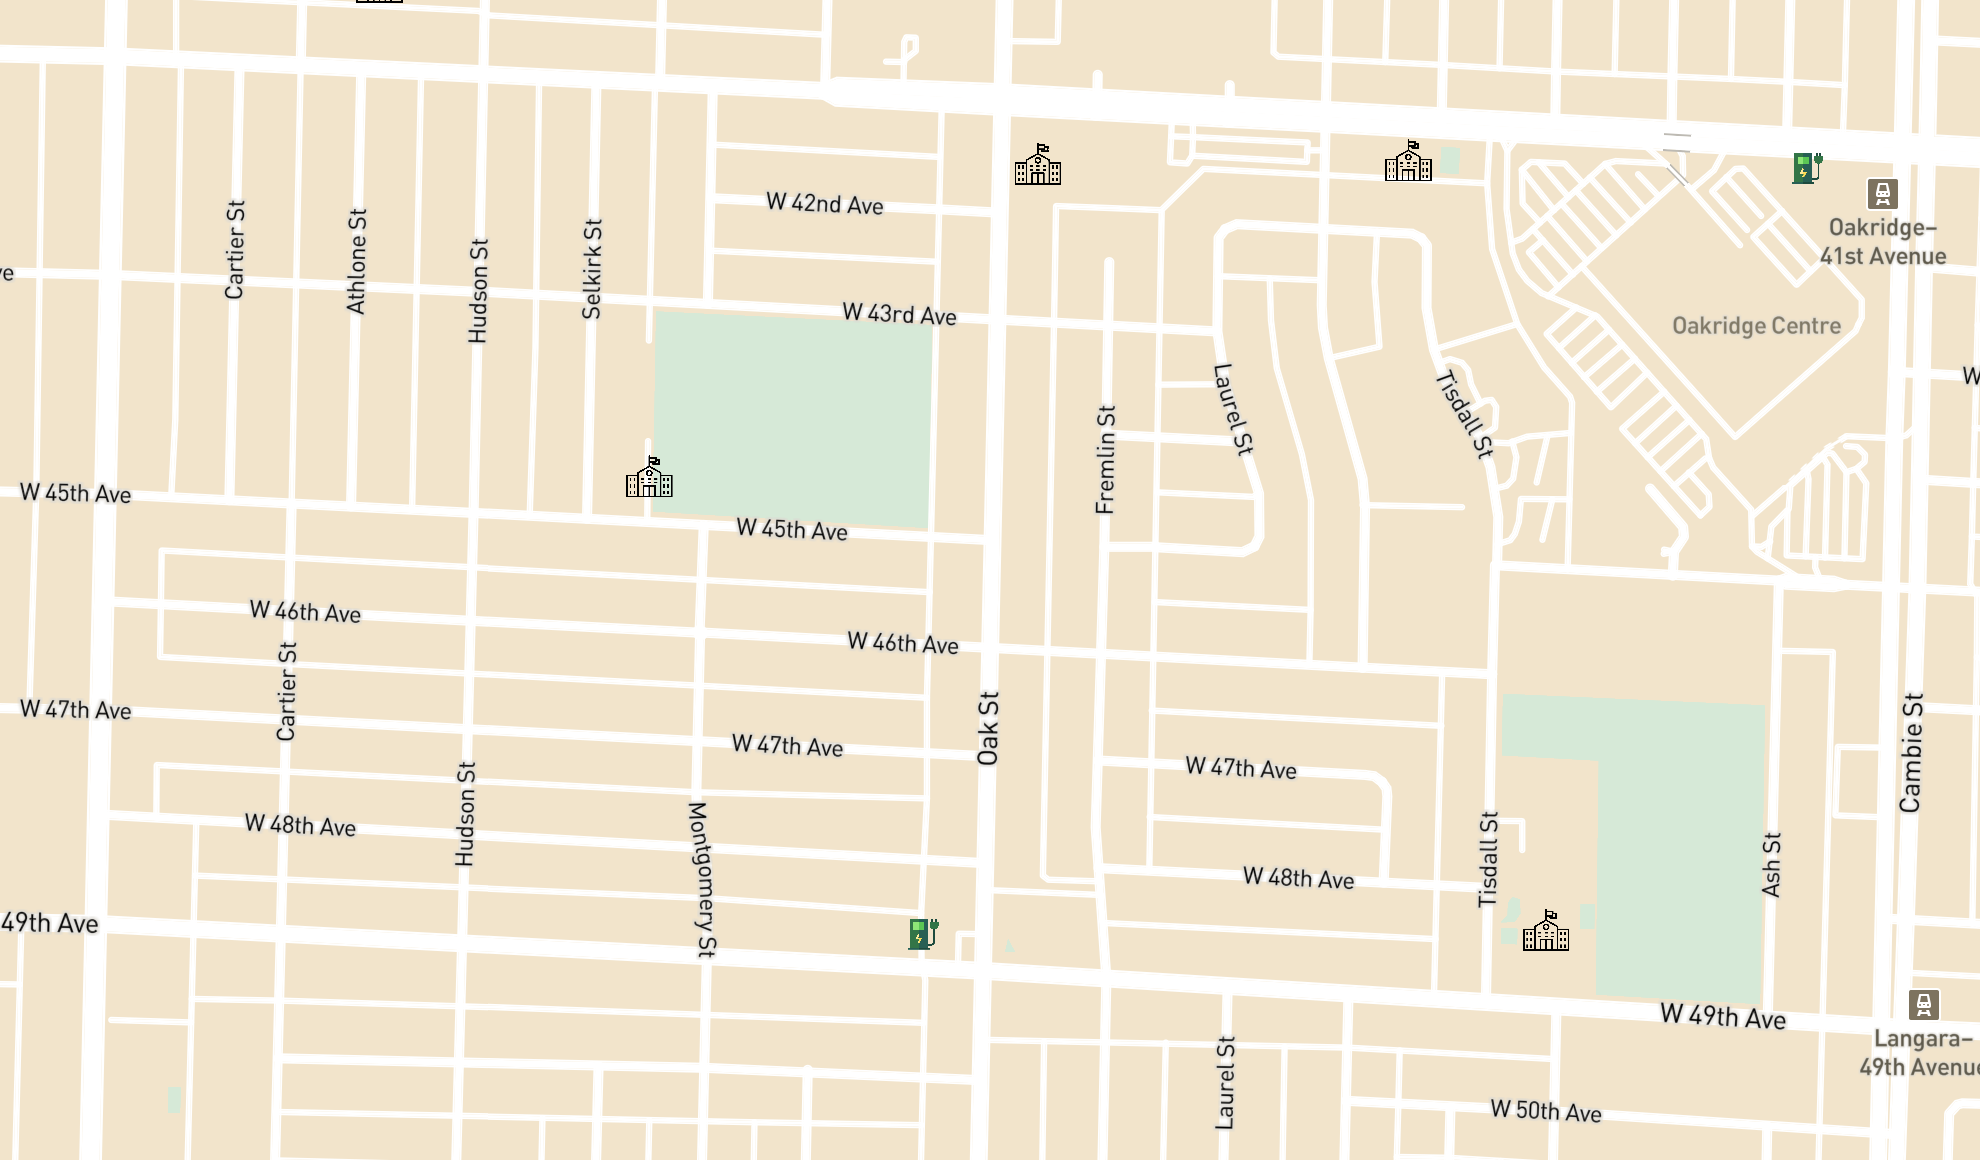 W 42nd Ave
Cartier St
Athlone St
Hudson St
Selkirk St
Oakridge–
41st Avenue
ve
W 43rd Ave
Oakridge Centre
W
Laurel St
Tisdall St
Fremlin St
W 45th Ave
W 45th Ave
W 46th Ave
W 46th Ave
Cartier St
W 47th Ave
Oak St
W 47th Ave
W 47th Ave
Cambie St
Hudson St
W 48th Ave
Montgomery St
Tisdall St
Ash St
W 48th Ave
49th Ave
W 49th Ave
Langara–
49th Avenue
Laurel St
W 50th Ave